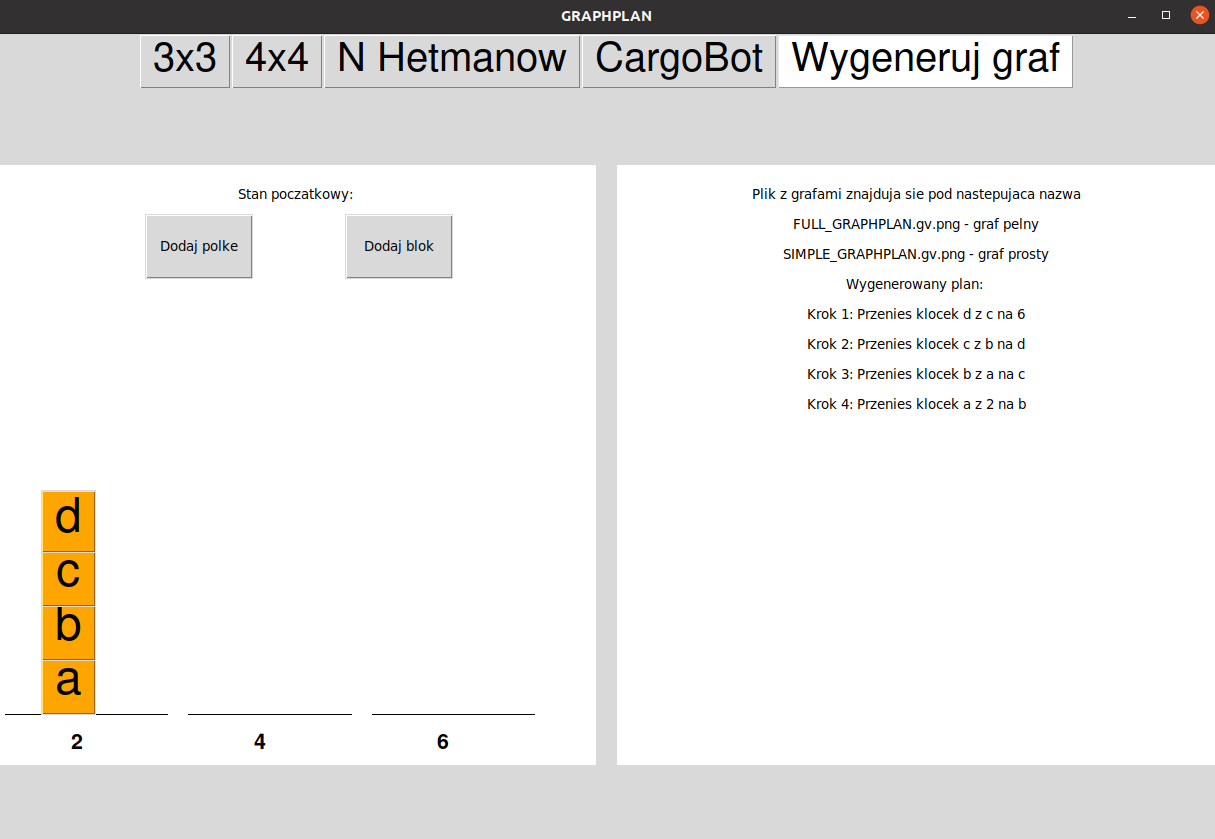 GRAPHPLAN
3x3 4x4 N Hetmanow CargoBot Wygeneruj graf
Stan poczatkowy:
Dodaj polke Dodaj blok
d
c
b
a
2 4 6
Plik z grafami znajduja sie pod nastepujaca nazwa
FULL_GRAPHPLAN.gv.png - graf pelny
SIMPLE_GRAPHPLAN.gv.png - graf prosty
Wygenerowany plan:
Krok 1: Przenies klocek d z c na 6
Krok 2: Przenies klocek c z b na d
Krok 3: Przenies klocek b z a na c
Krok 4: Przenies klocek a z 2 na b